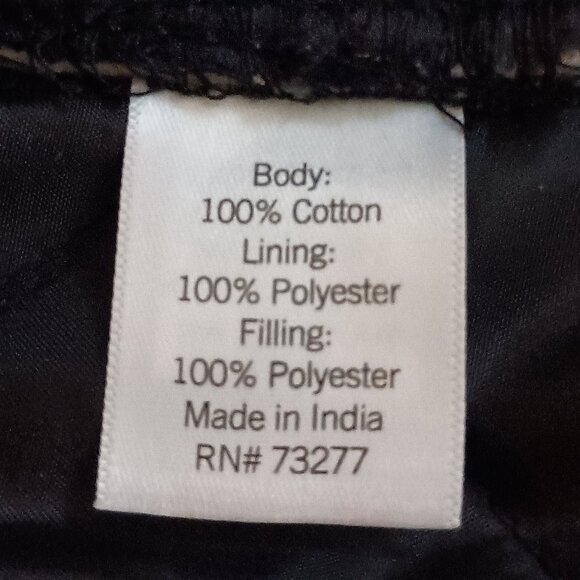 Body:
100% Cotton
Lining:
100% Polyester
Filling:
100% Polyester
Made in India
RN# 73277